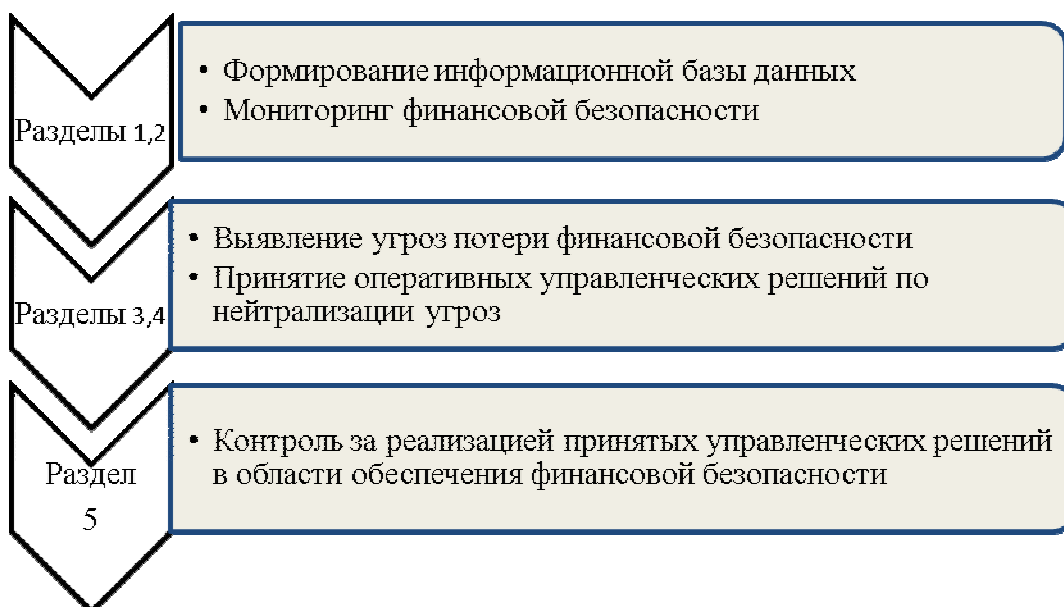 Разделы 1,2
• Формирование информационной базы данных
• Мониторинг финансовой безопасности
Разделы 3,4
• Выявление угроз потери финансовой безопасности
• Принятие оперативных управленческих решений по
нейтрализации угроз
Раздел
5
• Контроль за реализацией принятых управленческих решений
в области обеспечения финансовой безопасности